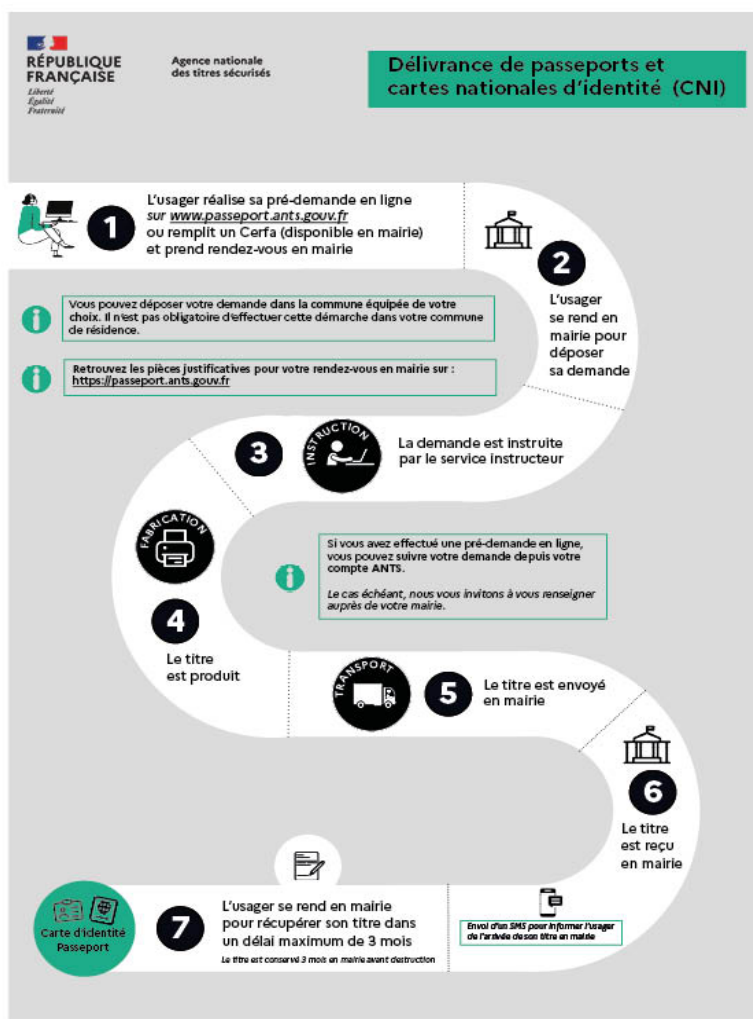 RÉPUBLIQUE
FRANÇAISE
Liberté
Égalité
Fraternité
Agence nationale
des titres sécurisés
Délivrance de passeports et
cartes nationales d'identité (CNI)
1
L'usager réalise sa pré-demande en ligne
sur www.passeport.ants.gouv.fr
ou remplit un Cerfa (disponible en mairie)
et prend rendez-vous en mairie
2
L'usager
se rend en
mairie pour
déposer
sa demande
Vous pouvez déposer votre demande dans la commune équipée de votre
choix. Il n'est pas obligatoire d'effectuer cette démarche dans votre commune
de résidence.
Retrouvez les pièces justificatives pour votre rendez-vous en mairie sur :
https://passeport.ants.gouv.fr
3
INSTRUCTION
La demande est instruite
par le service instructeur
FABRICATION
4
Le titre
est produit
Si vous avez effectué une pré-demande en ligne,
vous pouvez suivre votre demande depuis votre
compte ANTS.
Le cas échéant, nous vous invitons à vous renseigner
auprès de votre mairie.
TRANSPORT
5
Le titre est envoyé
en mairie
6
Le titre
est reçu
en mairie
Envoi d'un SMS pour informer l'usager
de l'arrivée de son titre en mairie
7
L'usager se rend en mairie
pour récupérer son titre dans
un délai maximum de 3 mois
Le titre est conservé 3 mois en mairie avant destruction
Carte d'identité
Passeport